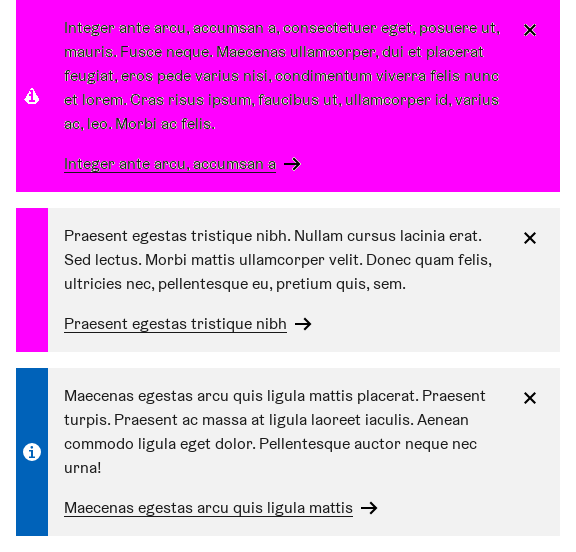 Integer ante arcu, accumsan a, consectetuer eget, posuere ut,
mauris. Fusce neque. Maecenas ullamcorper, dui et placerat
feugiat, eros pede varius nisi, condimentum viverra felis nunc
et lorem. Cras risus ipsum, faucibus ut, ullamcorper id, varius
ac, leo. Morbi ac felis.
Integer ante arcu, accumsan a
Praesent egestas tristique nibh. Nullam cursus lacinia erat.
Sed lectus. Morbi mattis ullamcorper velit. Donec quam felis,
ultricies nec, pellentesque eu, pretium quis, sem.
Praesent egestas tristique nibh
Maecenas egestas arcu quis ligula mattis placerat. Praesent
turpis. Praesent ac massa at ligula laoreet iaculis. Aenean
commodo ligula eget dolor. Pellentesque auctor neque nec
urna!
Maecenas egestas arcu quis ligula mattis